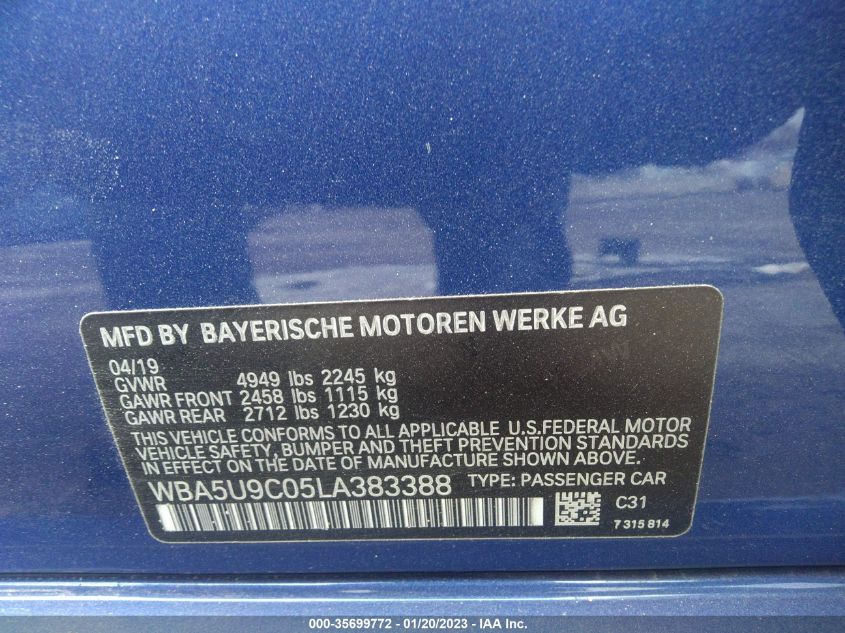 MFD BY BAYERISCHE MOTOREN WERKE AG
04/19
GVWR 4949 lbs 2245 kg
GAWR FRONT 2458 lbs 1115 kg
GAWR REAR 2712 lbs 1230 kg
THIS VEHICLE CONFORMS TO ALL APPLICABLE U.S.FEDERAL MOTOR
VEHICLE SAFETY, BUMPER AND THEFT PREVENTION STANDARDS
IN EFFECT ON THE DATE OF MANUFACTURE SHOWN ABOVE.
WBA5U9C05LA383388 TYPE: PASSENGER CAR
C31
7 315 814
000-35699772 - 01/20/2023 - IAA Inc.